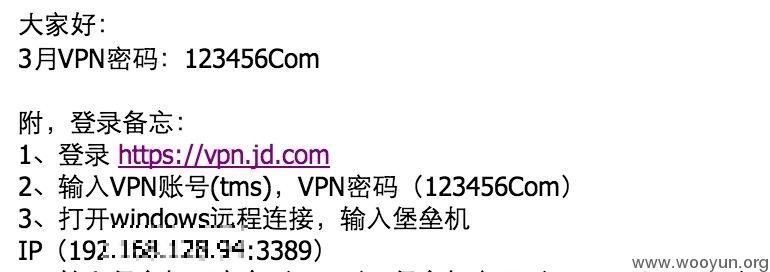 大家好：
3月VPN密码：123456Com
附，登录备忘：
1、登录 https://vpn.jd.com
2、输入VPN账号(tms)，VPN密码（123456Com）
3、打开windows远程连接，输入堡垒机
IP（192.168.128.94:3389）
www.wooyun.org